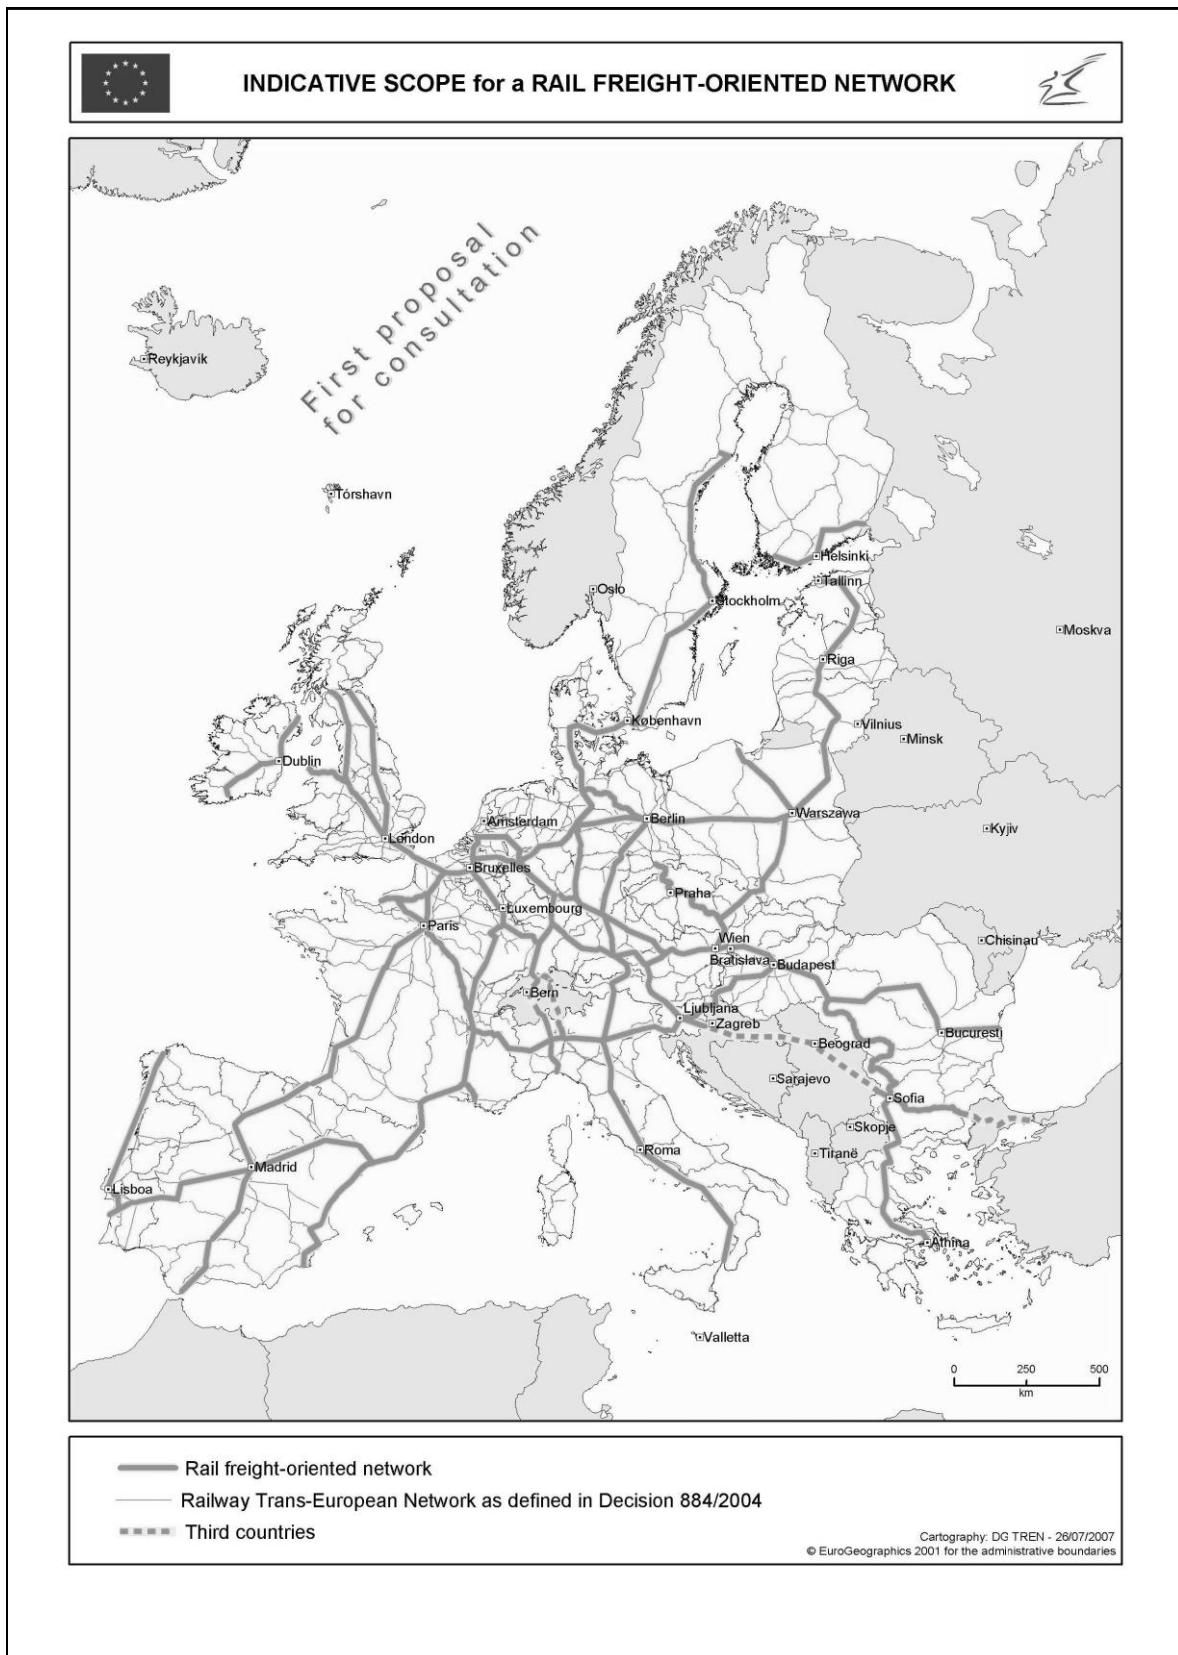 INDICATIVE SCOPE for a RAIL FREIGHT-ORIENTED NETWORK
First proposal
for consultation
Reykjavík
Tórshavn
Helsinki
Tallinn
Oslo
Stockholm
Moskva
Riga
København
Vilnius
Minsk
Dublin
Amsterdam
Berlin
Warszawa
Kyjiv
London
Bruxelles
Praha
Luxembourg
Paris
Wien
Chisinau
Bratislava
Budapest
Bern
Ljubljana
Zagreb
Bucuresti
Beograd
Sarajevo
Sofia
Skopje
Roma
Tiranë
Madrid
Lisboa
Athina
Valletta
0 250 500
km
Rail freight-oriented network
Railway Trans-European Network as defined in Decision 884/2004
Third countries
Cartography: DG TREN - 26/07/2007
© EuroGeographics 2001 for the administrative boundaries